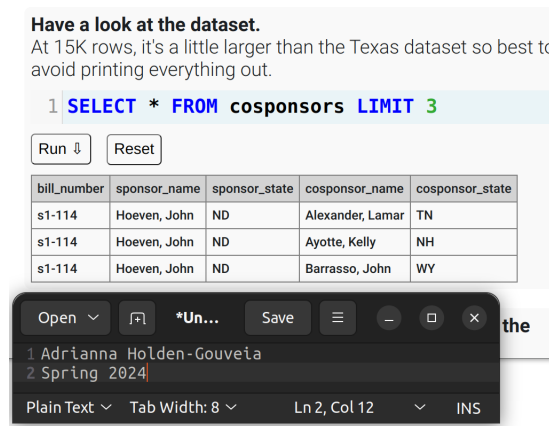 Have a look at the dataset.
At 15K rows, it's a little larger than the Texas dataset so best to
avoid printing everything out.
1 SELECT * FROM cosponsors LIMIT 3
Run ⇩ Reset
bill_number sponsor_name sponsor_state cosponsor_name cosponsor_state
s1-114 Hoeven, John ND Alexander, Lamar TN
s1-114 Hoeven, John ND Ayotte, Kelly NH
s1-114 Hoeven, John ND Barrasso, John WY
Open *Un... Save
the
1 Adrianna Holden-Gouveia
2 Spring 2024
Plain Text Tab Width: 8 Ln 2, Col 12 INS